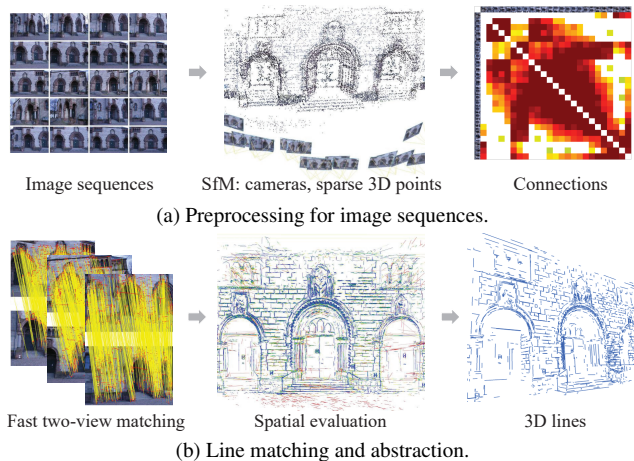 Image sequences
SfM: cameras, sparse 3D points
Connections
(a) Preprocessing for image sequences.
Fast two-view matching
Spatial evaluation
3D lines
(b) Line matching and abstraction.